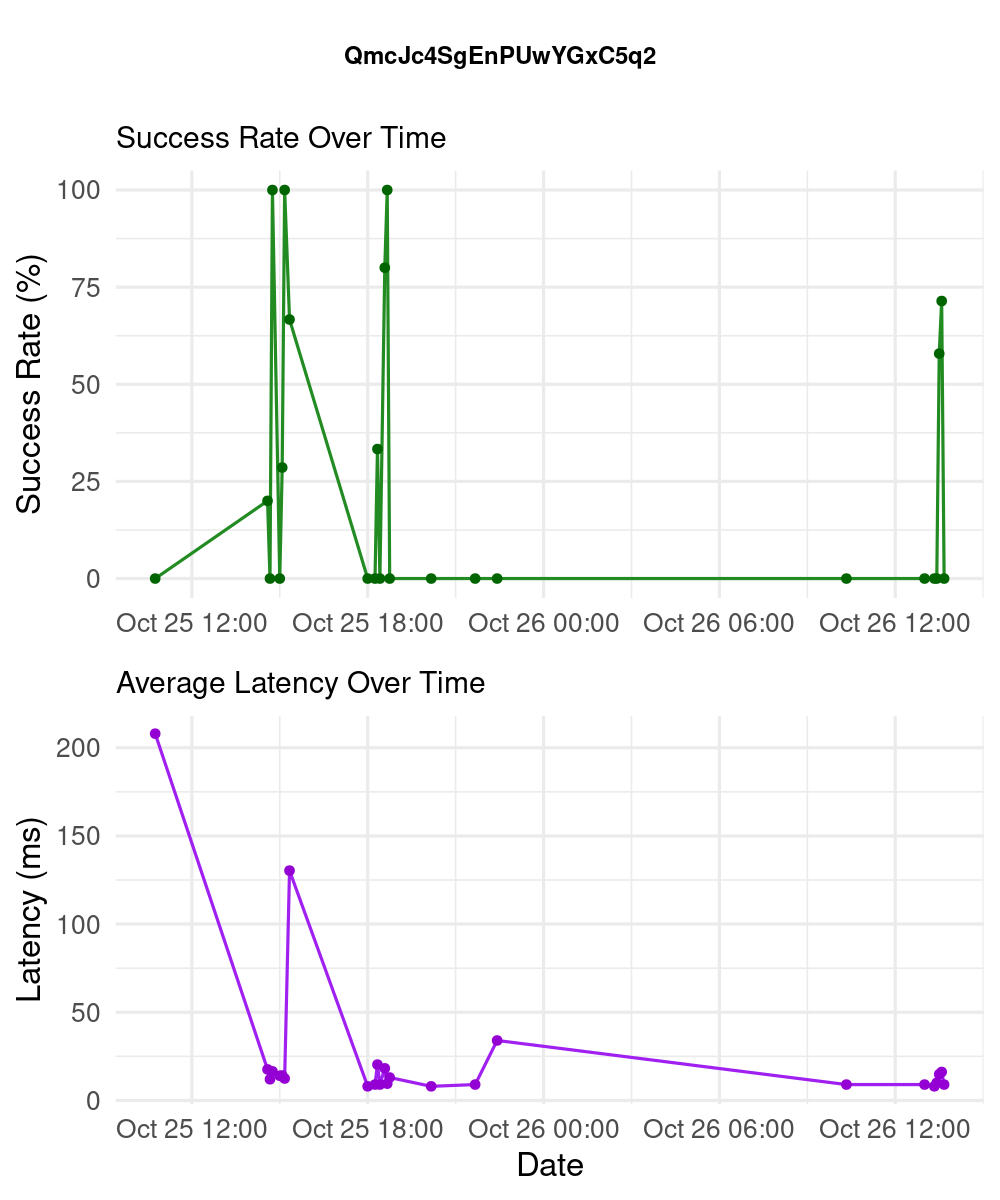 QmcJc4SgEnPUwYGxC5q2
Success Rate Over Time
Success Rate (%)
100
75
50
25
0
Oct 25 12:00 Oct 25 18:00 Oct 26 00:00 Oct 26 06:00 Oct 26 12:00
Average Latency Over Time
Latency (ms)
200
150
100
50
0
Oct 25 12:00 Oct 25 18:00 Oct 26 00:00 Oct 26 06:00 Oct 26 12:00
Date